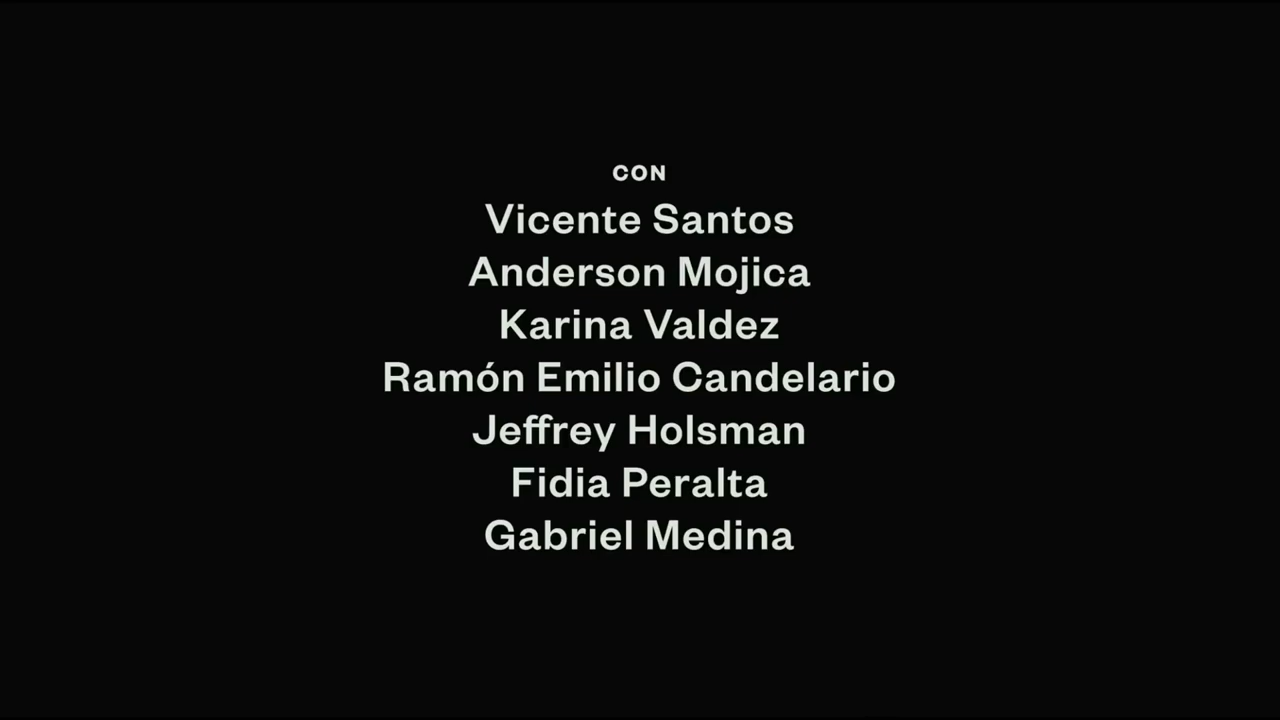 CON
Vicente Santos
Anderson Mojica
Karina Valdez
Ramón Emilio Candelario
Jeffrey Holsman
Fidia Peralta
Gabriel Medina